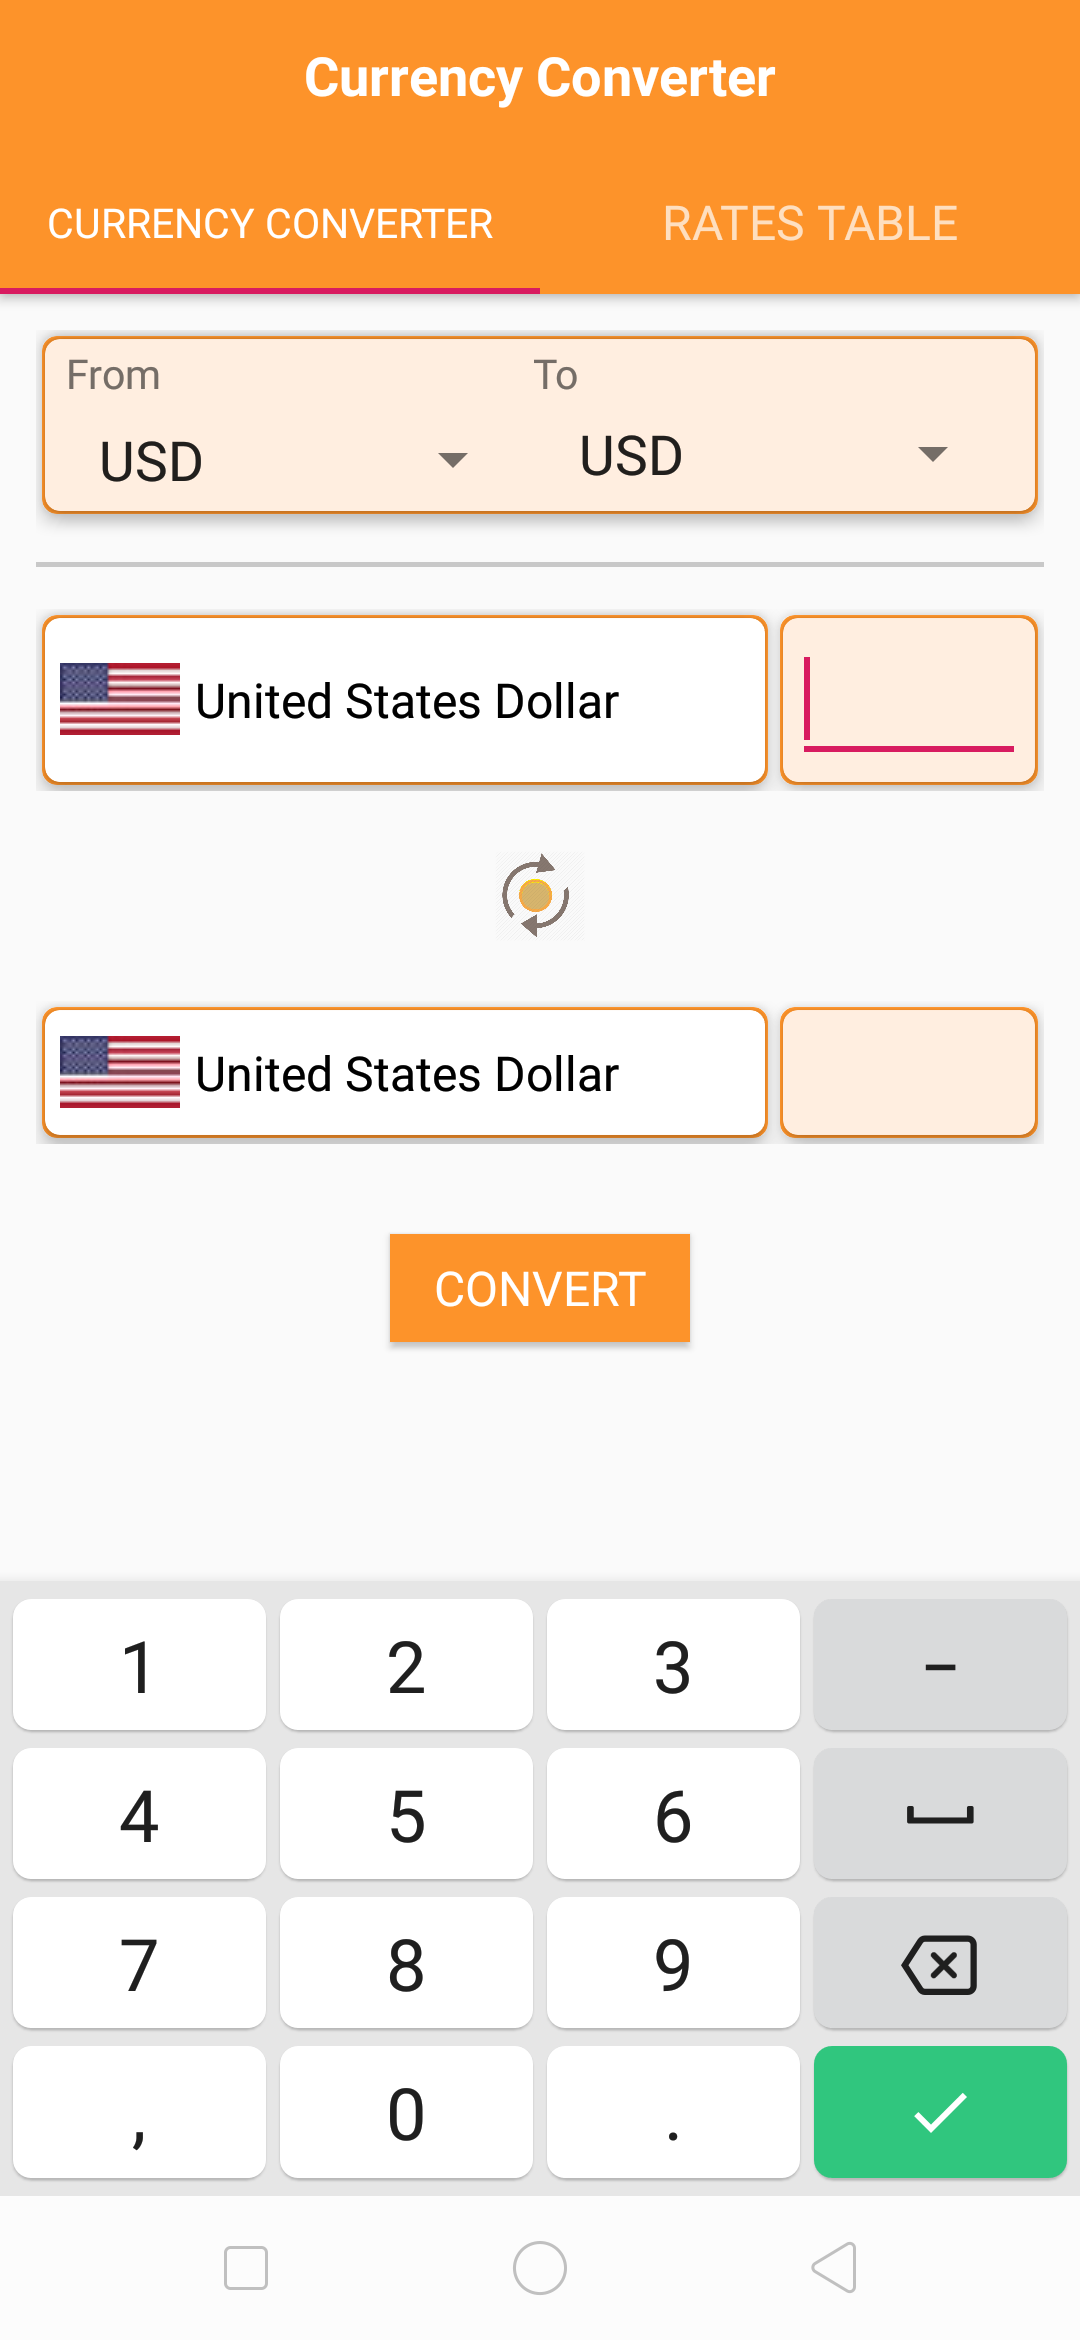 Currency Converter
CURRENCY CONVERTER RATES TABLE
From To
USD USD
United States Dollar
United States Dollar
CONVERT
1 2 3 –
4 5 6
7 8 9
, 0 .